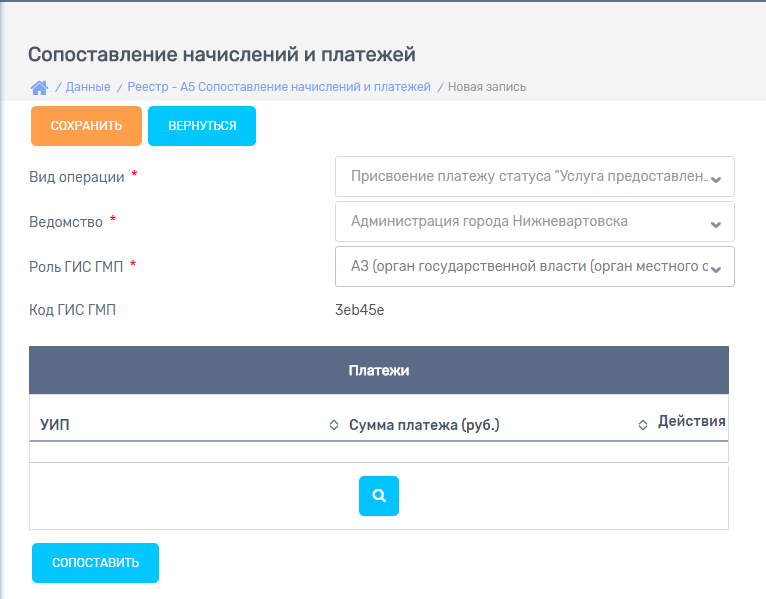 Сопоставление начислений и платежей
/ Данные / Реестр - А5 Сопоставление начислений и платежей / Новая запись
СОХРАНИТЬ ВЕРНУТЬСЯ
Вид операции * Присвоение платежу статуса "Услуга предоставлен..
Ведомство * Администрация города Нижневартовска
Роль ГИС ГМП * АЗ (орган государственной власти (орган местного с
Код ГИС ГМП 3eb45e
Платежи
УИП Сумма платежа (руб.) Действия
СОПОСТАВИТЬ